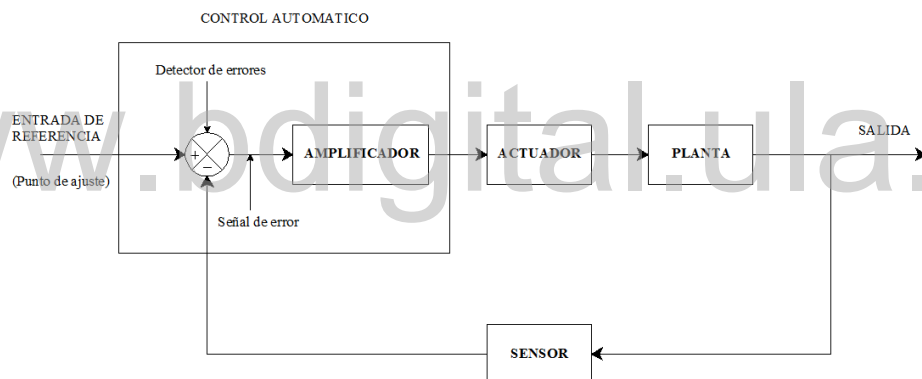 CONTROL AUTOMATICO
Detector de errores
ENTRADA DE
REFERENCIA
(Punto de ajuste)
+
−
Señal de error
AMPLIFICADOR
ACTUADOR
PLANTA
SALIDA
SENSOR
www.bdigital.ula.